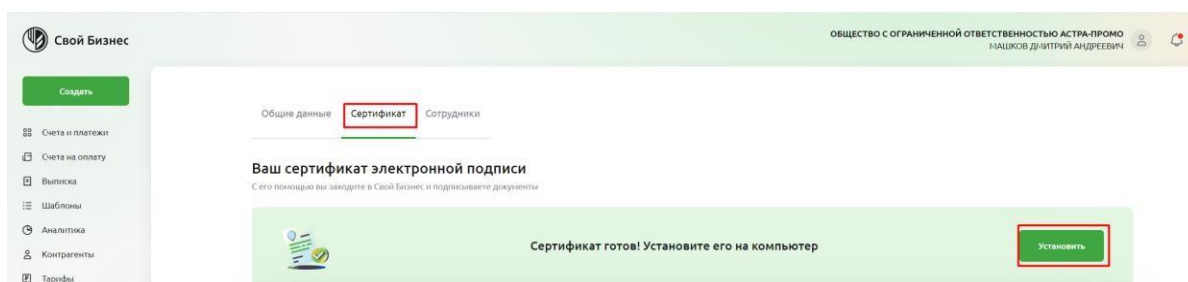 Свой Бизнес
ОБЩЕСТВО С ОГРАНИЧЕННОЙ ОТВЕТСТВЕННОСТЬЮ АСТРА-ПРОМО
МАШКОВ ДМИТРИЙ АНДРЕЕВИЧ
Создать
Счета и платежи
Счета на оплату
Выписка
Шаблоны
Аналитика
Контрагенты
Тарифы
Общие данные Сертификат Сотрудники
Ваш сертификат электронной подписи
С его помощью вы заходите в Свой Бизнес и подписываете документы
Сертификат готов! Установите его на компьютер
Установить